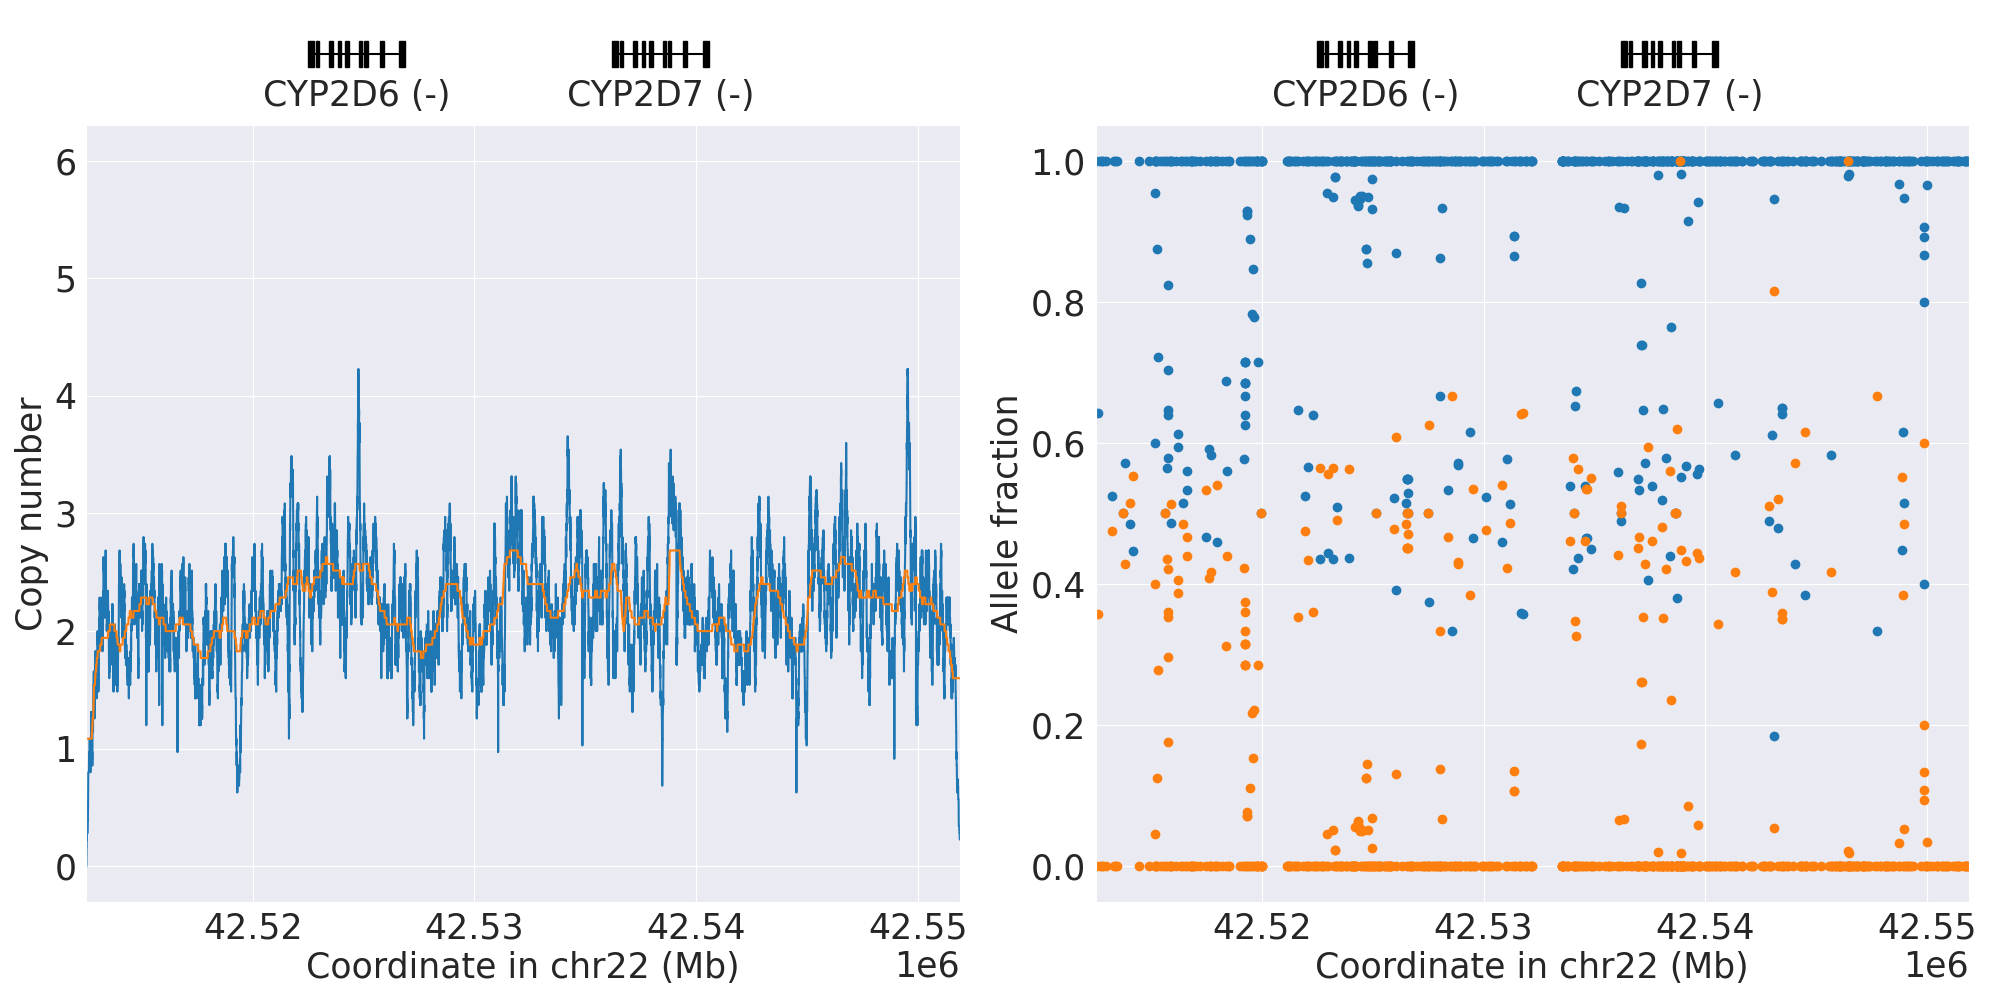 CYP2D6 (-) CYP2D7 (-)
Copy number
6
5
4
3
2
1
0
42.52 42.53 42.54 42.55
Coordinate in chr22 (Mb) 1e6
CYP2D6 (-) CYP2D7 (-)
Allele fraction
1.0
0.8
0.6
0.4
0.2
0.0
42.52 42.53 42.54 42.55
Coordinate in chr22 (Mb) 1e6